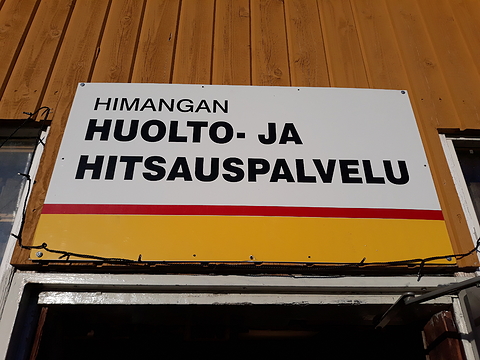 HIMANGAN
HUOLTO- JA
HITSAUSPALVELU